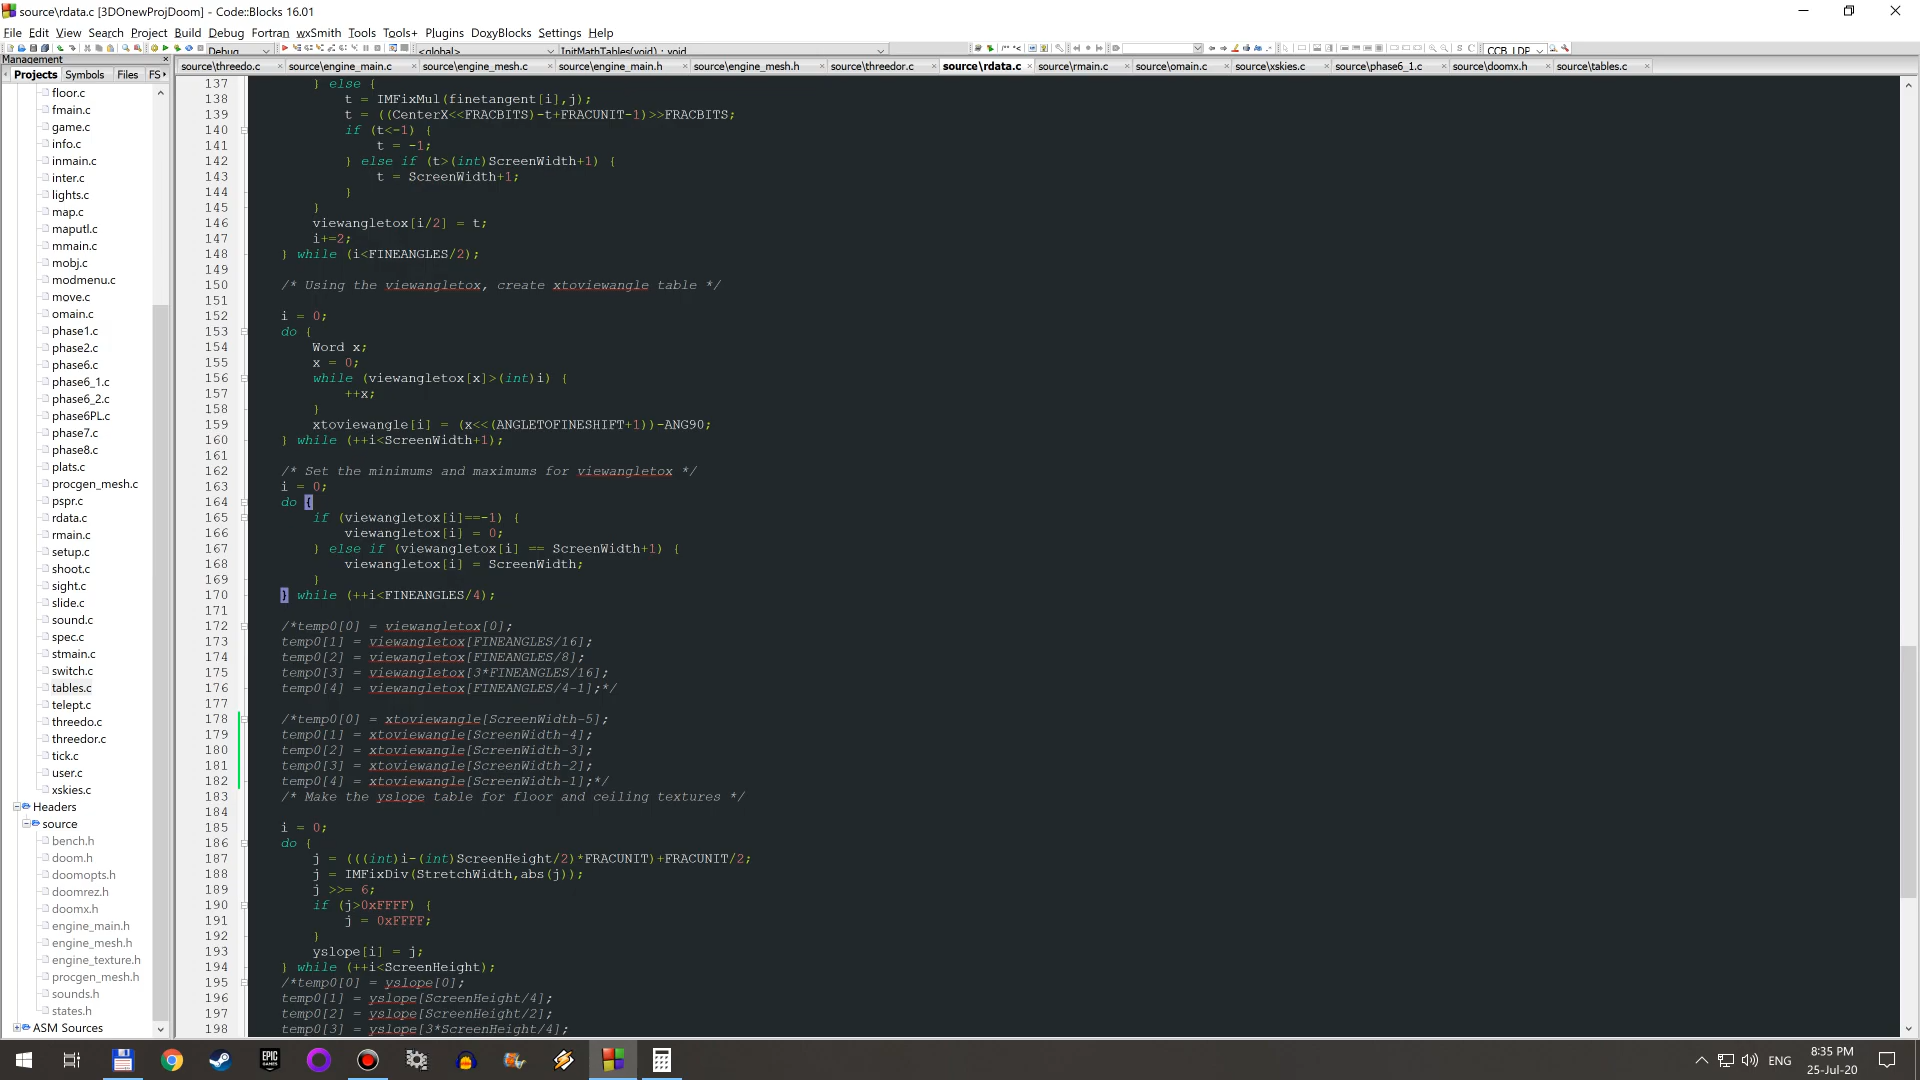 source\rdata.c [3DOnewProjDoom] - Code::Blocks 16.01
File Edit View Search Project Build Debug Fortran wxSmith Tools Tools+ Plugins DoxyBlocks Settings Help
Debug <global> InitMathTables(void) : void CCB_LDP
Management
Projects Symbols Files FS
source\threedo.c source\engine_main.c source\engine_mesh.c source\engine_main.h source\engine_mesh.h source\threedor.c source\rdata.c source\rmain.c source\omain.c source\xskies.c source\phase6_1.c source\doomx.h source\tables.c
floor.c
fmain.c
game.c
info.c
inmain.c
inter.c
lights.c
map.c
maputl.c
mmain.c
mobj.c
modmenu.c
move.c
omain.c
phase1.c
phase2.c
phase6.c
phase6_1.c
phase6_2.c
phase6PL.c
phase7.c
phase8.c
plats.c
procgen_mesh.c
pspr.c
rdata.c
rmain.c
setup.c
shoot.c
sight.c
slide.c
sound.c
spec.c
stmain.c
switch.c
tables.c
telept.c
threedo.c
threedor.c
tick.c
user.c
xskies.c
Headers
source
bench.h
doom.h
doomopts.h
doomrez.h
doomx.h
engine_main.h
engine_mesh.h
engine_texture.h
procgen_mesh.h
sounds.h
states.h
ASM Sources
137 } else {
138 t = IMFixMul(finetangent[i],j);
139 t = ((CenterX<<FRACBITS)-t+FRACUNIT-1)>>FRACBITS;
140 if (t<-1) {
141 t = -1;
142 } else if (t>(int)ScreenWidth+1) {
143 t = ScreenWidth+1;
144 }
145 }
146 viewangletox[i/2] = t;
147 i+=2;
148 } while (i<FINEANGLES/2);
149
150 /* Using the viewangletox, create xtoviewangle table */
151
152 i = 0;
153 do {
154 Word x;
155 x = 0;
156 while (viewangletox[x]>(int)i) {
157 ++x;
158 }
159 xtoviewangle[i] = (x<<(ANGLETOFINESHIFT+1))-ANG90;
160 } while (++i<ScreenWidth+1);
161
162 /* Set the minimums and maximums for viewangletox */
163 i = 0;
164 do {
165 if (viewangletox[i]==-1) {
166 viewangletox[i] = 0;
167 } else if (viewangletox[i] == ScreenWidth+1) {
168 viewangletox[i] = ScreenWidth;
169 }
170 } while (++i<FINEANGLES/4);
171
172 /*temp0[0] = viewangletox[0];
173 temp0[1] = viewangletox[FINEANGLES/16];
174 temp0[2] = viewangletox[FINEANGLES/8];
175 temp0[3] = viewangletox[3*FINEANGLES/16];
176 temp0[4] = viewangletox[FINEANGLES/4-1];*/
177
178 /*temp0[0] = xtoviewangle[ScreenWidth-5];
179 temp0[1] = xtoviewangle[ScreenWidth-4];
180 temp0[2] = xtoviewangle[ScreenWidth-3];
181 temp0[3] = xtoviewangle[ScreenWidth-2];
182 temp0[4] = xtoviewangle[ScreenWidth-1];*/
183 /* Make the yslope table for floor and ceiling textures */
184
185 i = 0;
186 do {
187 j = (((int)i-(int)ScreenHeight/2)*FRACUNIT)+FRACUNIT/2;
188 j = IMFixDiv(StretchWidth,abs(j));
189 j >>= 6;
190 if (j>0xFFFF) {
191 j = 0xFFFF;
192 }
193 yslope[i] = j;
194 } while (++i<ScreenHeight);
195 /*temp0[0] = yslope[0];
196 temp0[1] = yslope[ScreenHeight/4];
197 temp0[2] = yslope[ScreenHeight/2];
198 temp0[3] = yslope[3*ScreenHeight/4];
EPIC GAMES
ENG
8:35 PM
25-Jul-20